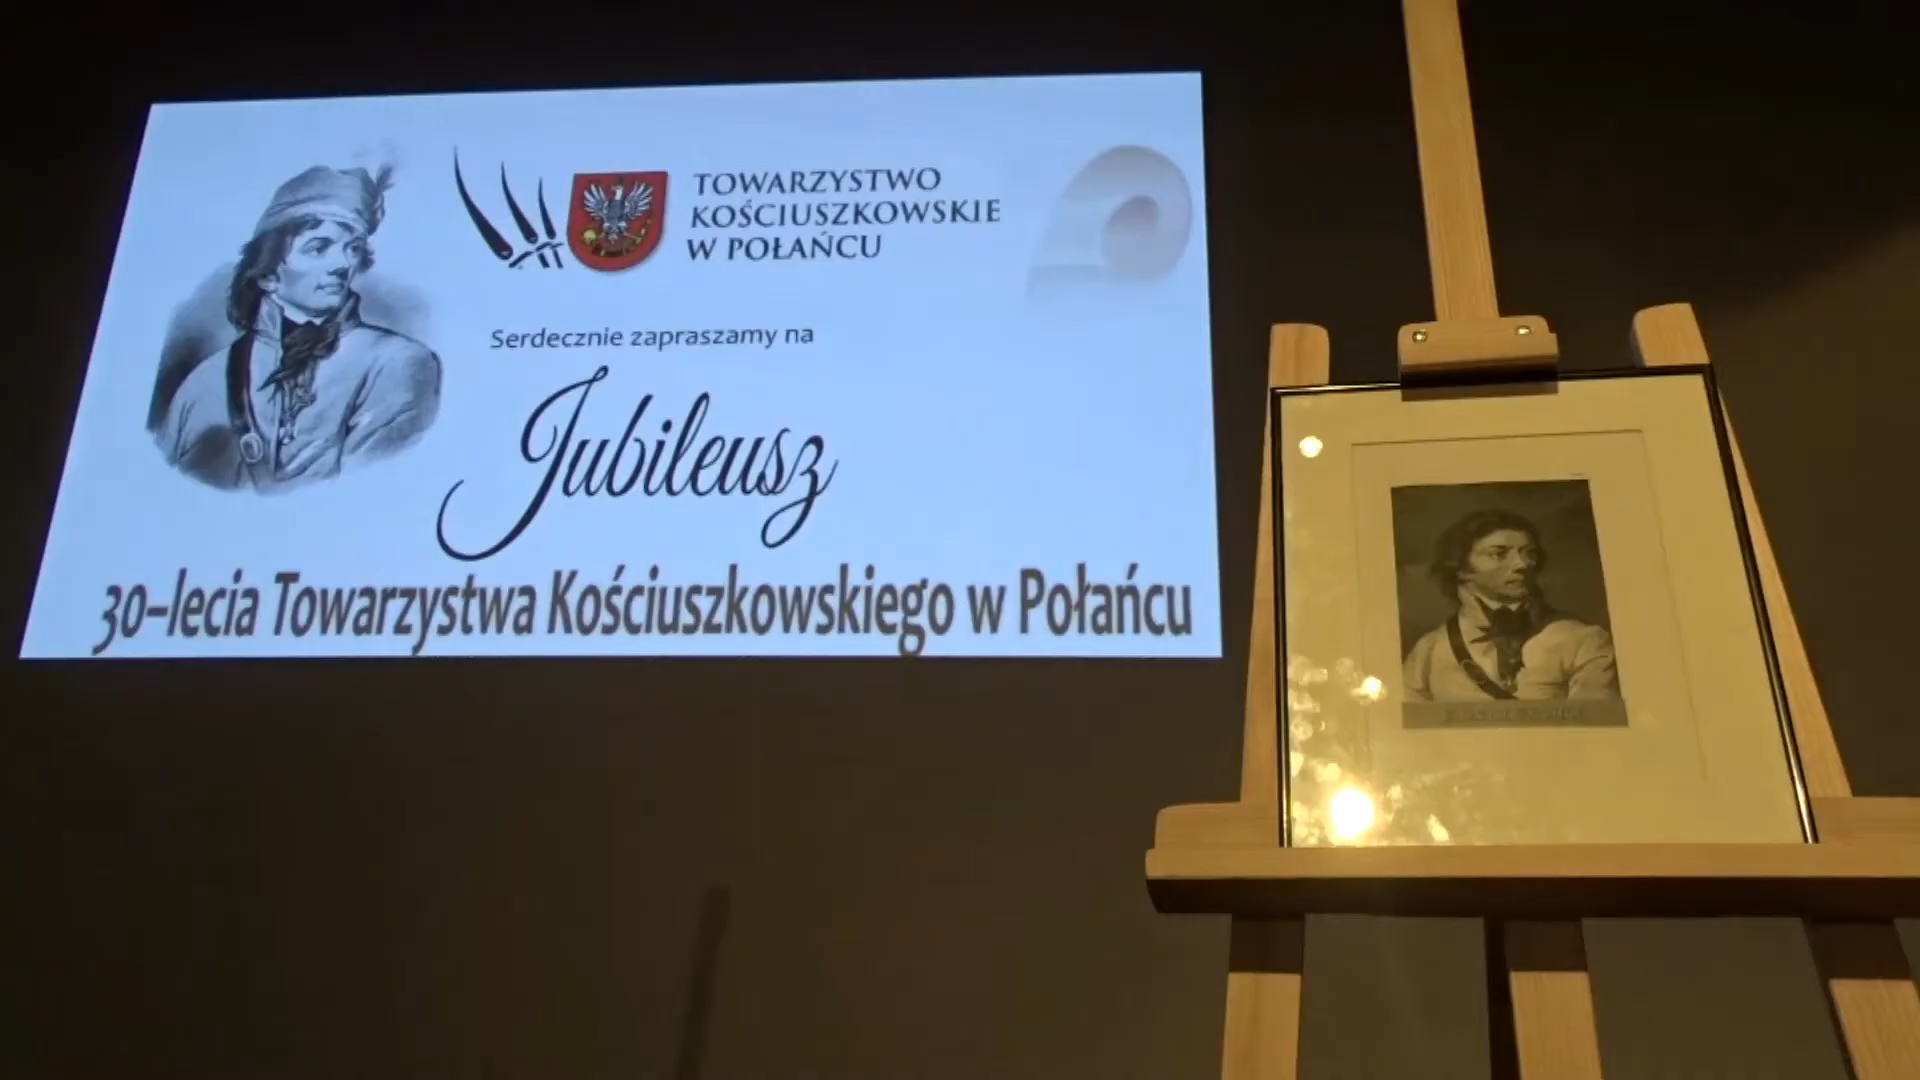 TOWARZYSTWO
KOŚCIUSZKOWSKIE
W POŁAŃCU
Serdecznie zapraszamy na
Jubileusz
30-lecia Towarzystwa Kościuszkowskiego w Połańcu